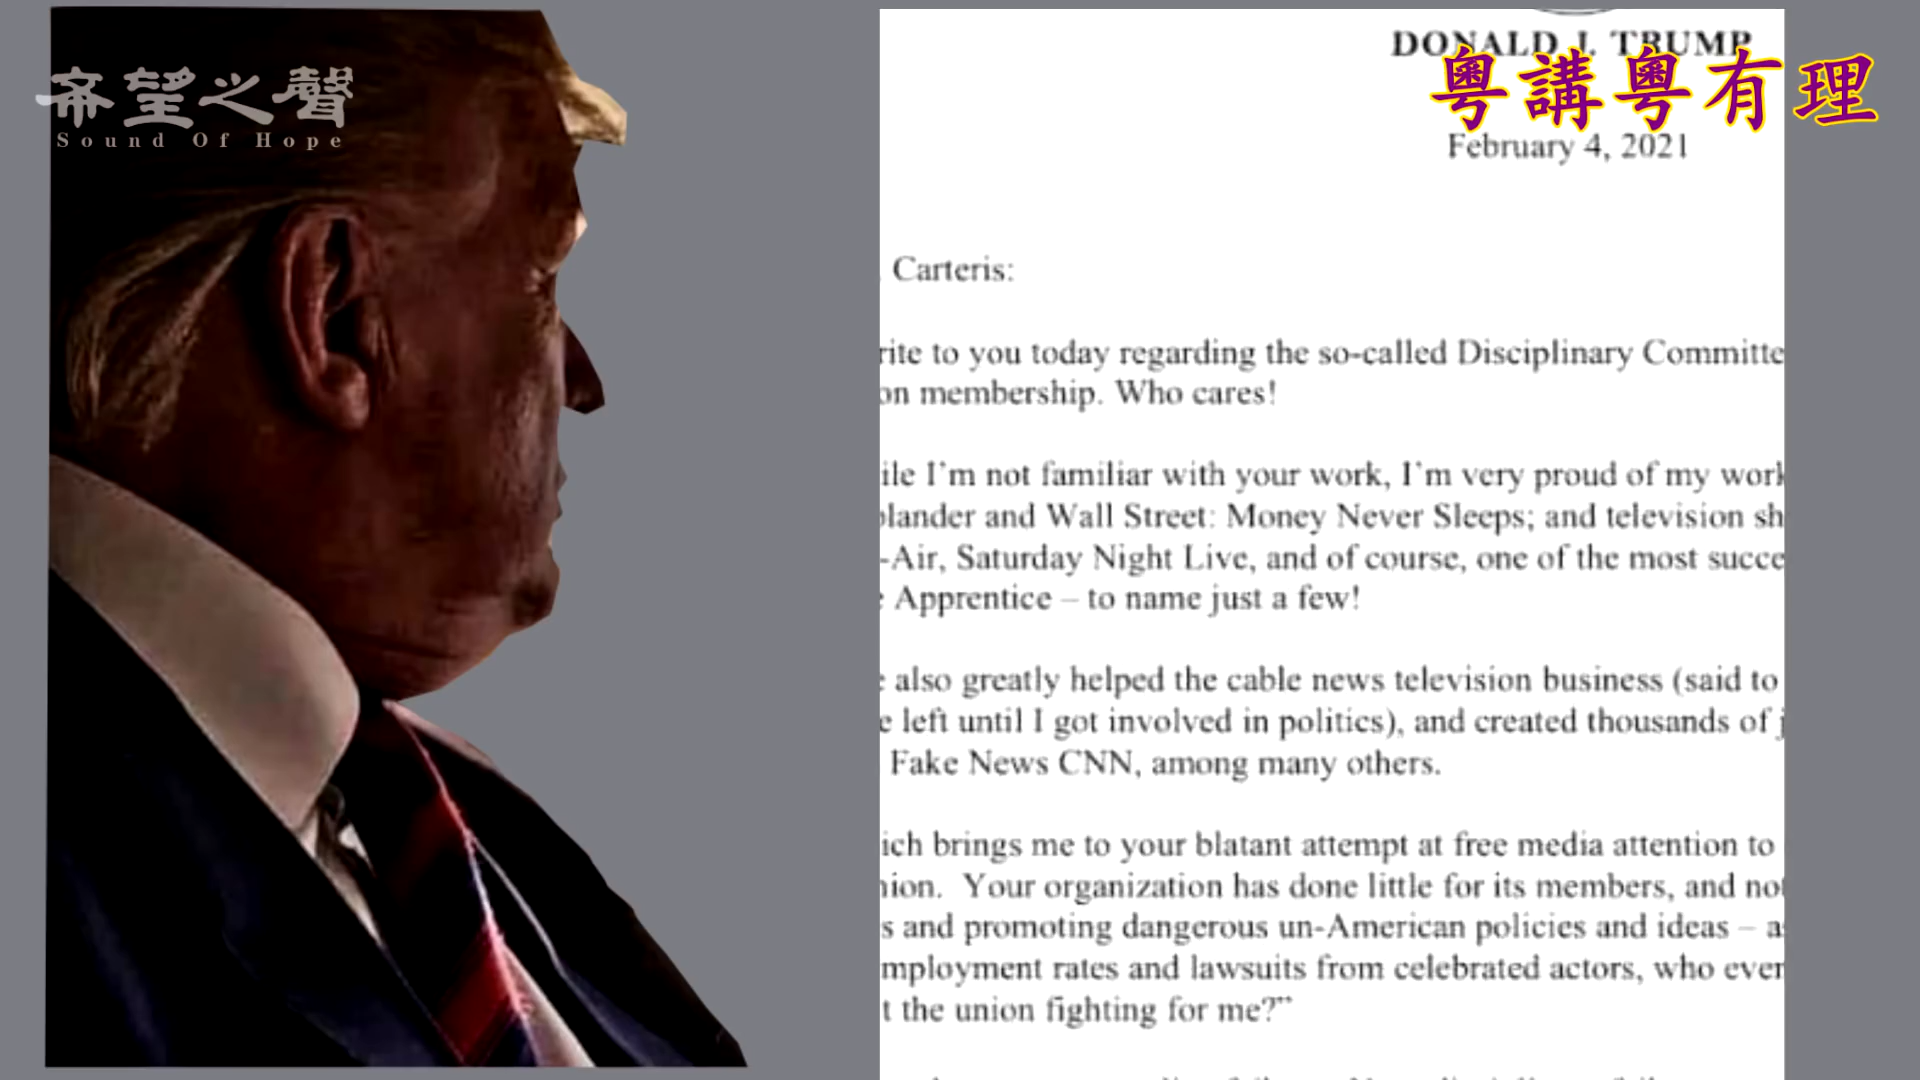 希望之聲
Sound Of Hope
DONALD J. TRUMP
粵講粵有理
February 4, 2021
Carteris:
rite to you today regarding the so-called Disciplinary Committe
on membership. Who cares!
ile I'm not familiar with your work, I'm very proud of my work
lander and Wall Street: Money Never Sleeps; and television sh
-Air, Saturday Night Live, and of course, one of the most succe
Apprentice – to name just a few!
also greatly helped the cable news television business (said to
e left until I got involved in politics), and created thousands of j
Fake News CNN, among many others.
ich brings me to your blatant attempt at free media attention to
nion. Your organization has done little for its members, and not
s and promoting dangerous un-American policies and ideas – as
mployment rates and lawsuits from celebrated actors, who even
t the union fighting for me?"